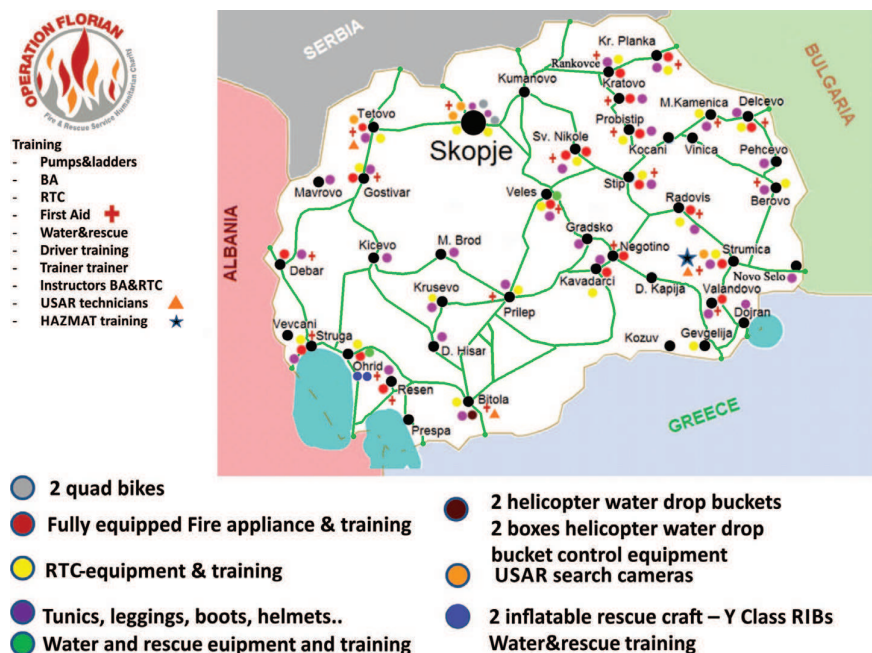 OPERATION FLORIAN
Fire & Rescue Service Humanitarian Charity
Training
- Pumps&ladders
- BA
- RTC
- First Aid
- Water&rescue
- Driver training
- Trainer trainer
- Instructors BA&RTC
- USAR technicians
- HAZMAT training
SERBIA
BULGARIA
ALBANIA
GREECE
Kr. Planka
Rankovce
Kumanovo
Kratovo
Tetovo
M.Kamenica
Delcevo
Probistip
Skopje
Sv. Nikole
Kocani
Vinica
Pehcevo
Mavrovo
Gostivar
Stip
Berovo
Veles
Radovis
Gradsko
Kicevo
M. Brod
Negotino
Strumica
Debar
Kavadarci
Novo Selo
Krusevo
D. Kapija
Valandovo
Prilep
Vevcani
Struga
Dojran
Kozuv
Gevgelija
D. Hisar
Ohrid
Resen
Bitola
Prespa
2 quad bikes
Fully equipped Fire appliance & training
RTC-equipment & training
Tunics, leggings, boots, helmets..
Water and rescue euipment and training
2 helicopter water drop buckets
2 boxes helicopter water drop
bucket control equipment
USAR search cameras
2 inflatable rescue craft – Y Class RIBs
Water&rescue training